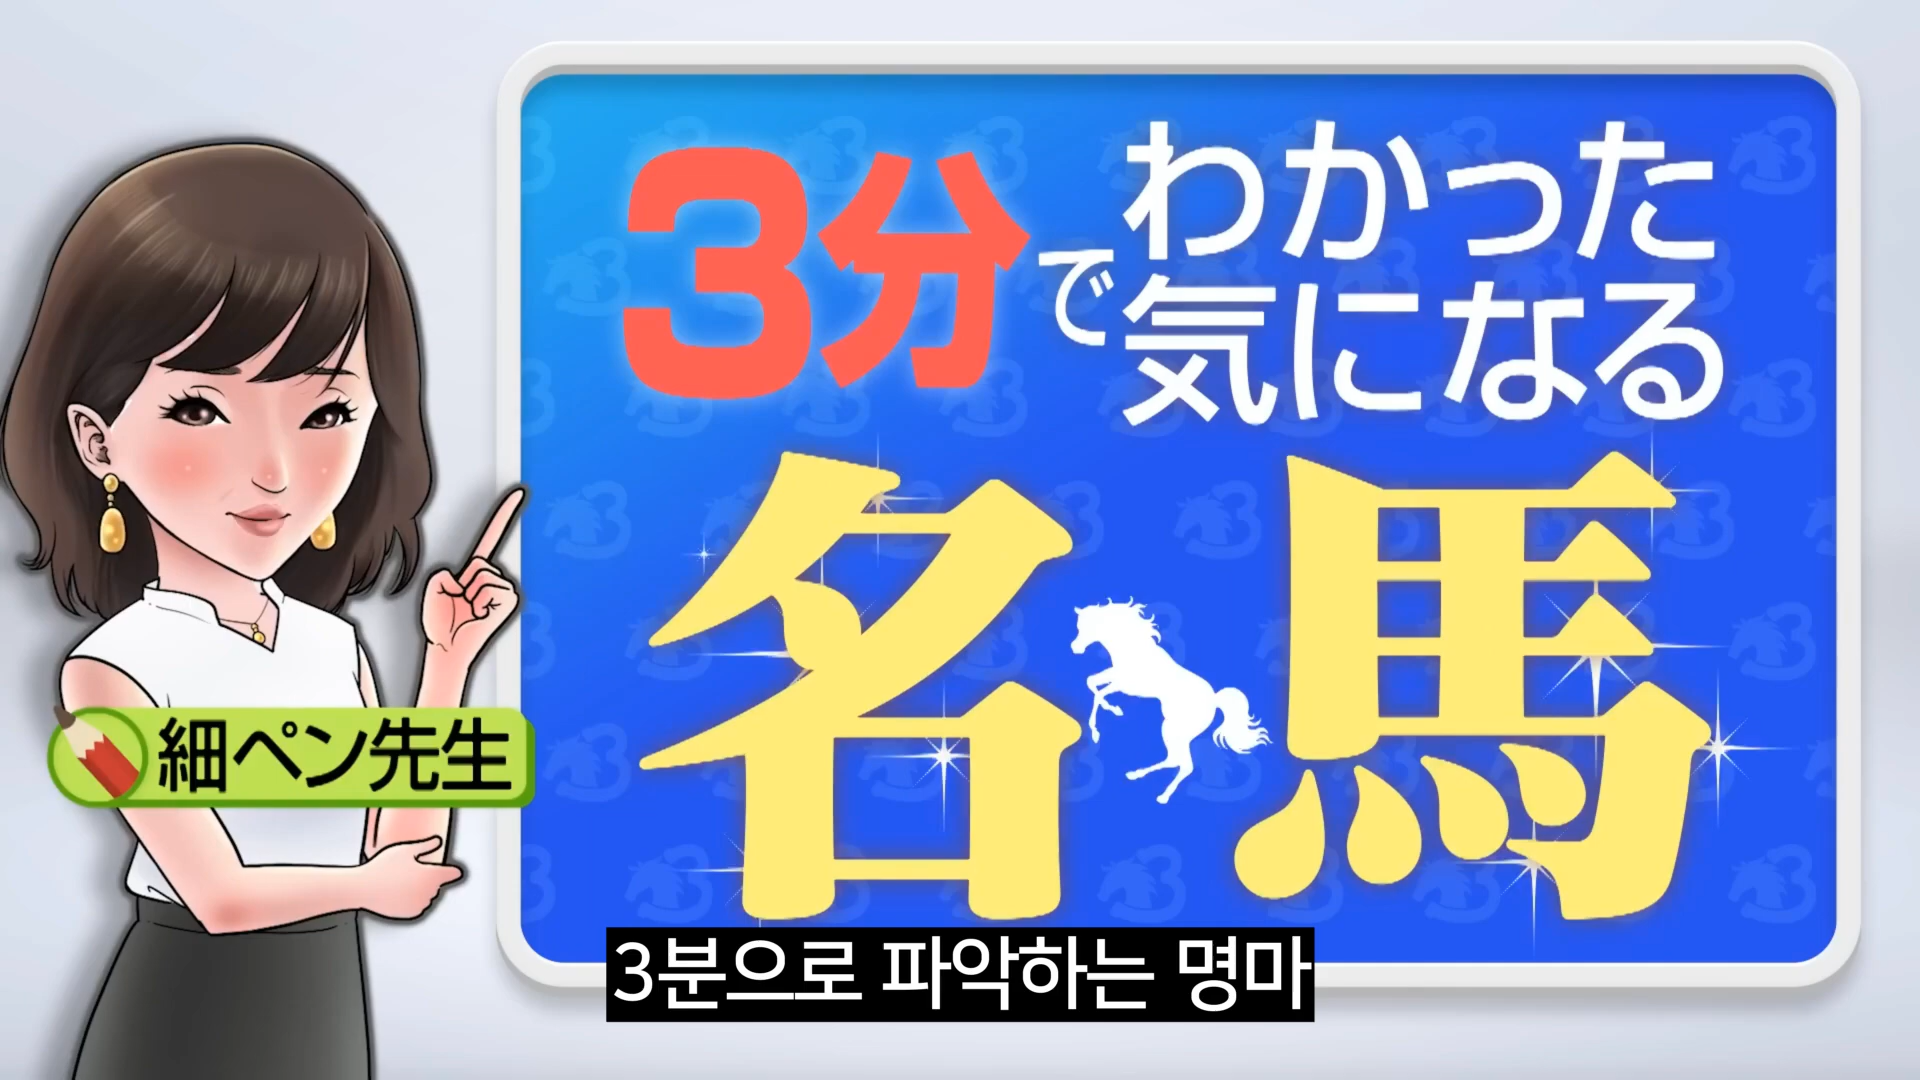 3分で
わかった
気になる
名馬
細ペン先生
3분으로 파악하는 명마